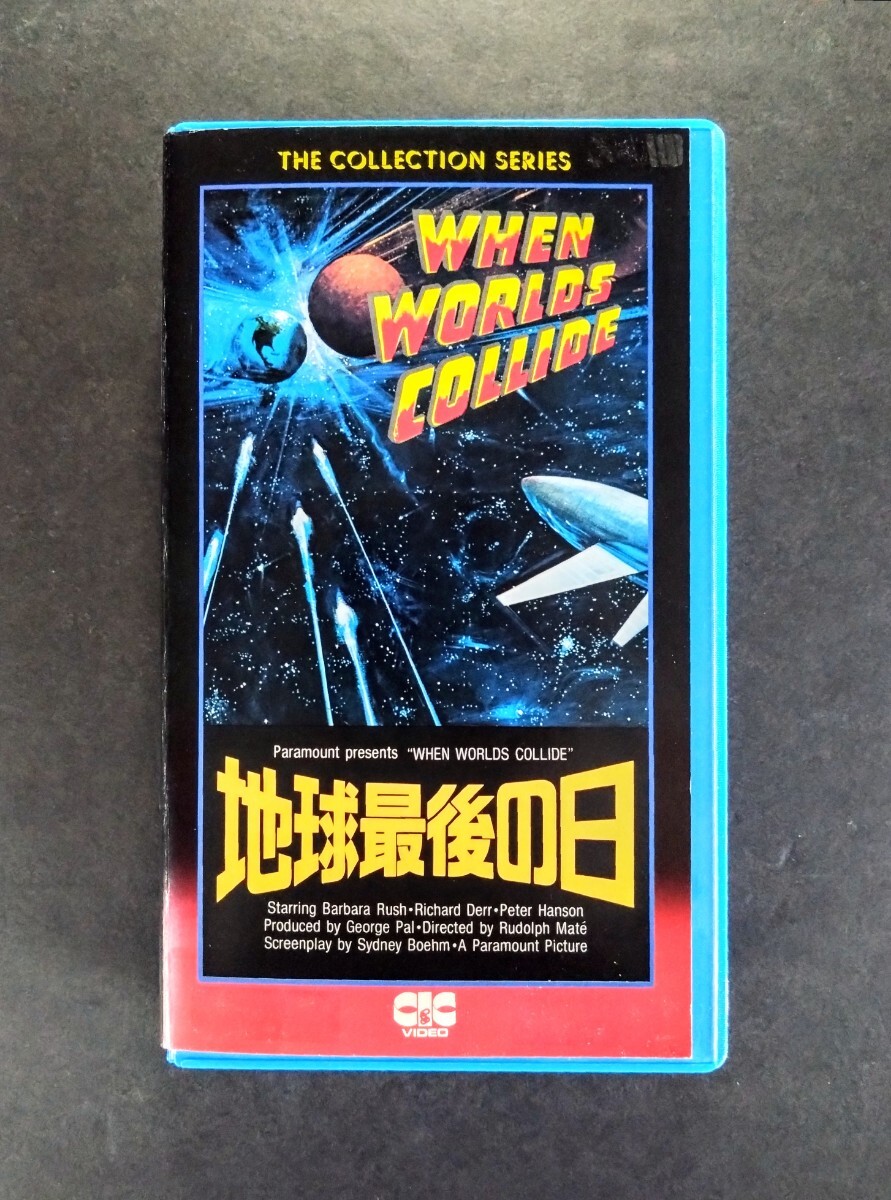 THE COLLECTION SERIES
WHEN
WORLDS
COLLIDE
Paramount presents "WHEN WORLDS COLLIDE"
地球最後の日
Starring Barbara Rush・Richard Derr・Peter Hanson
Produced by George Pal・Directed by Rudolph Maté
Screenplay by Sydney Boehm・A Paramount Picture
CIC
VIDEO